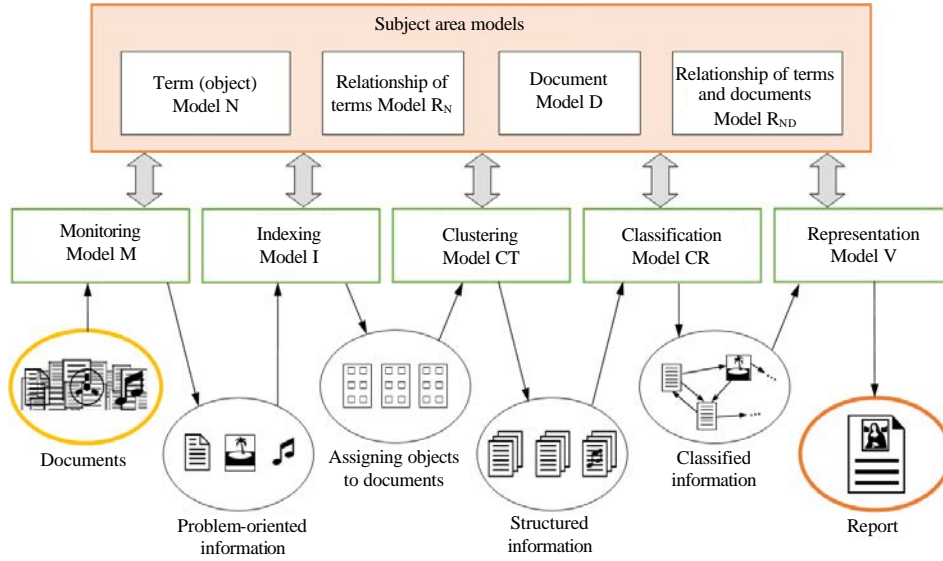 Subject area models
Term (object)
Model N
Relationship of
terms Model R_N
Document
Model D
Relationship of terms
and documents
Model R_ND
Monitoring
Model M
Indexing
Model I
Clustering
Model CT
Classification
Model CR
Representation
Model V
Documents
Problem-oriented
information
Assigning objects
to documents
Structured
information
Classified
information
Report